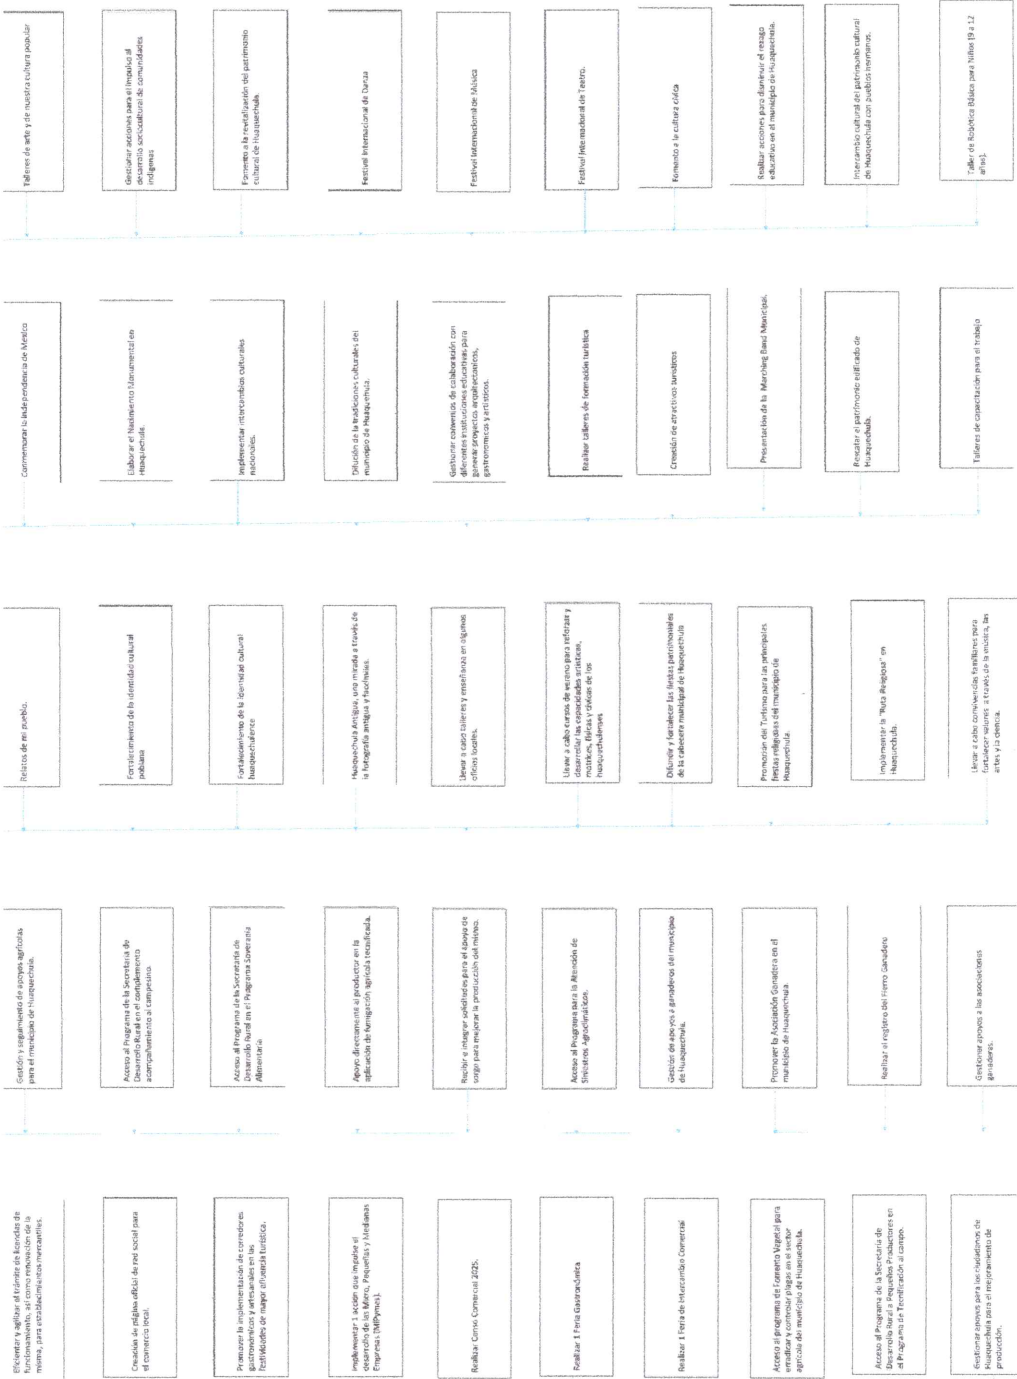 Eficientar y agilizar el trámite de licencias de
funcionamiento, así como renovación de la
misma, para establecimientos mercantiles.
Creación de página oficial de red social para
el comercio local.
Promover la implementación de corredores
gastronómicos y artesanales en las
festividades de mayor afluencia turística.
Implementar 1 acción que impulse el
desarrollo de las Micro, Pequeñas y Medianas
Empresas (MiPymes).
Realizar Censo Comercial 2025.
Realizar 1 Feria Gastronómica
Realizar 1 Feria de Intercambio Comercial
Acceso al programa de Fomento Vegetal para
erradicar y controlar plagas en el sector
agrícola del municipio de Huaquechula.
Acceso al Programa de la Secretaría de
Desarrollo Rural a Pequeños Productores en
el Programa de Tecnificación al campo.
Gestionar apoyos para los ciudadanos de
Huaquechula para el mejoramiento de
producción.
Gestión y seguimiento de apoyos agrícolas
para el municipio de Huaquechula.
Acceso al Programa de la Secretaría de
Desarrollo Rural en el complemento
acompañamiento al campesino.
Acceso al Programa de la Secretaría de
Desarrollo Rural en el Programa Soberanía
Alimentaria
Apoyo directamente al productor en la
aplicación de fumigación agrícola tecnificada.
Recibir e integrar solicitudes para el apoyo de
sorgo para mejorar la producción del mismo.
Acceso al Programa para la Atención de
Siniestros Agroclimáticos.
Gestión de apoyos a ganaderos del municipio
de Huaquechula.
Promover la Asociación Ganadera en el
municipio de Huaquechula.
Realizar el registro del Fierro Ganadero
Gestionar apoyos a las asociaciones
ganaderas.
Relatos de mi pueblo.
Fortalecimiento de la identidad cultural
poblana
Fortalecimiento de la identidad cultural
huaquechulense
Huaquechula Antigua, una mirada a través de
la fotografía antigua y facsímiles.
Llevar a cabo talleres y enseñanza en algunos
oficios locales.
Llevar a cabo cursos de verano para reforzar y
desarrollar las capacidades artísticas,
motrices, físicas y cívicas de los
huaquechulenses
Difundir y fortalecer las fiestas patrimoniales
de la cabecera municipal de Huaquechula
Promoción del Turismo para las principales
fiestas religiosas del municipio de
Huaquechula.
Implementar la "Ruta Religiosa" en
Huaquechula.
Llevar a cabo convivencias familiares para
fortalecer valores a través de la música, las
artes y la ciencia.
Conmemorar la Independencia de México
Elaborar el Nacimiento Monumental en
Huaquechula.
Implementar intercambios culturales
nacionales.
Difución de la tradiciones culturales del
municipio de Huaquechula.
Gestionar convenios de colaboración con
diferentes instituciones educativas para
generar proyectos arquitectónicos,
gastronómicos y artísticos.
Realizar talleres de formación turística
Creación de atractivos turísticos
Presentación de la Marching Band Municipal.
Rescatar el patrimonio edificado de
Huaquechula.
Talleres de capacitación para el trabajo
Talleres de arte y de nuestra cultura popular
Gestionar acciones para el impulso al
desarrollo sociocultural de comunidades
indígenas
Fomento a la revitalización del patrimonio
cultural de Huaquechula.
Festival Internacional de Danza
Festival Internacional de Música
Festival Internacional de Teatro.
Fomento a la cultura cívica
Realizar acciones para disminuir el rezago
educativo en el municipio de Huaquechula.
Intercambio cultural del patrimonio cultural
de Huaquechula con pueblos hermanos.
Taller de Robótica Básica para Niños (9 a 12
años).